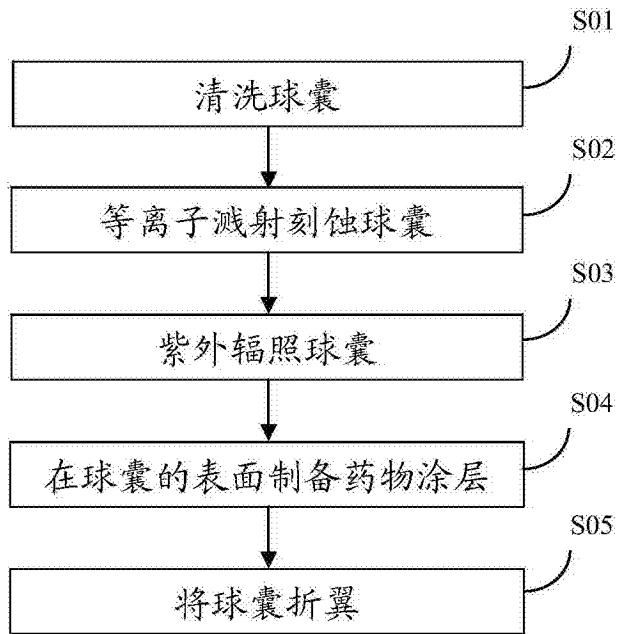 S01
清洗球囊
S02
等离子溅射刻蚀球囊
S03
紫外辐照球囊
S04
在球囊的表面制备药物涂层
S05
将球囊折翼